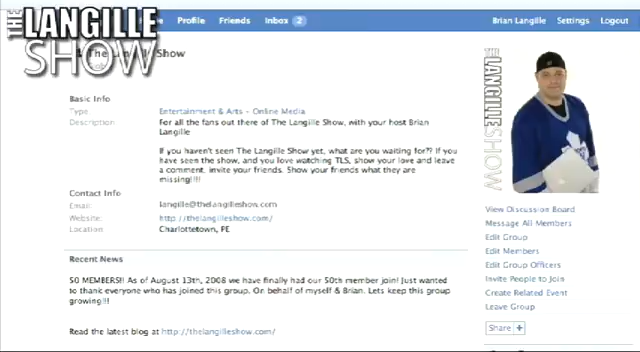 THE LANGILLE SHOW
Profile Friends Inbox 2 Brian Langille Settings Logout
The Langille Show
Basic Info
Type: Entertainment & Arts - Online Media
Description: For all the fans out there of The Langille Show, with your host Brian
Langille
If you haven't seen The Langille Show yet, what are you waiting for?? If you
have seen the show, and you love watching TLS, show your love and leave
a comment, invite your friends. Show your friends what they are
missing!!!!
Contact Info
Email: langille@thelangilleshow.com
Website: http://thelangilleshow.com/
Location: Charlottetown, PE
Recent News
50 MEMBERS!! As of August 13th, 2008 we have finally had our 50th member join! Just wanted
to thank everyone who has joined this group. On behalf of myself & Brian. Lets keep this group
growing!!!
Read the latest blog at http://thelangilleshow.com/
THE LANGILLE SHOW
View Discussion Board
Message All Members
Edit Group
Edit Members
Edit Group Officers
Invite People to Join
Create Related Event
Leave Group
Share +